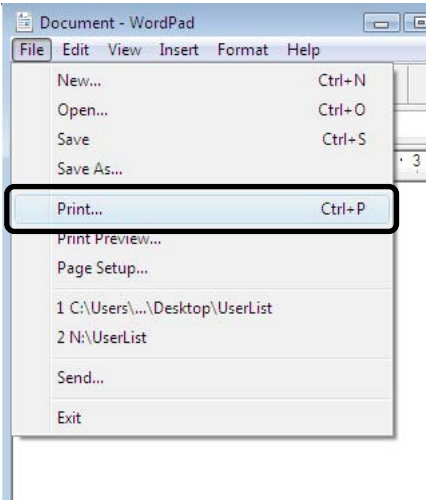 Document - WordPad
File Edit View Insert Format Help
New... Ctrl+N
Open... Ctrl+O
Save Ctrl+S
Save As...
3
Print... Ctrl+P
Print Preview...
Page Setup...
1 C:\Users\...\Desktop\UserList
2 N:\UserList
Send...
Exit